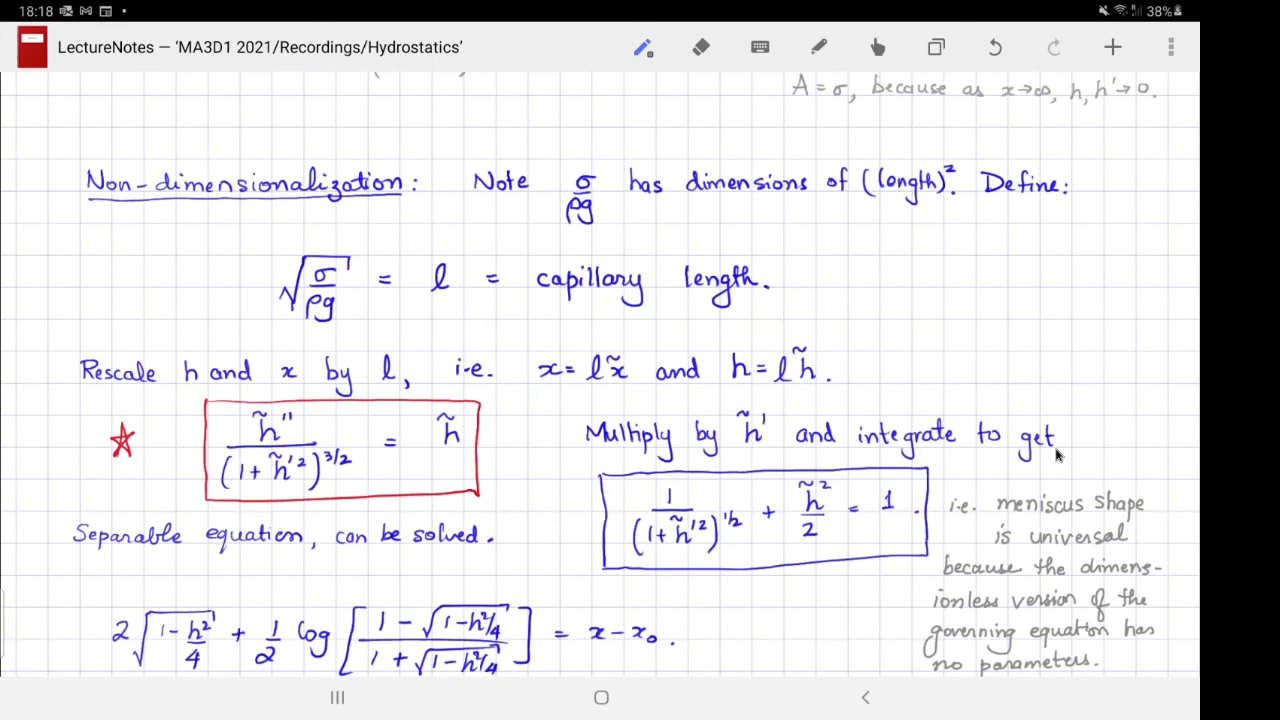 18:18 38%
LectureNotes — ‘MA3D1 2021/Recordings/Hydrostatics’
A = σ, because as x→∞, h, h'→0.
Non-dimensionalization: Note σ/ρg has dimensions of (length)². Define:
√(σ/ρg) = l = capillary length.
Rescale h and x by l, i.e. x = l x̃ and h = l h̃.
h̃''/(1+h̃'²)^3/2 = h̃
Multiply by h̃' and integrate to get
1/(1+h̃'²)^1/2 + h̃²/2 = 1.
Separable equation, can be solved.
i.e. meniscus shape
is universal
because the dimens-
ionless version of the
governing equation has
no parameters.
2√(1-h²/4) + 1/2 log[(1-√(1-h²/4))/(1+√(1-h²/4))] = x-x₀.